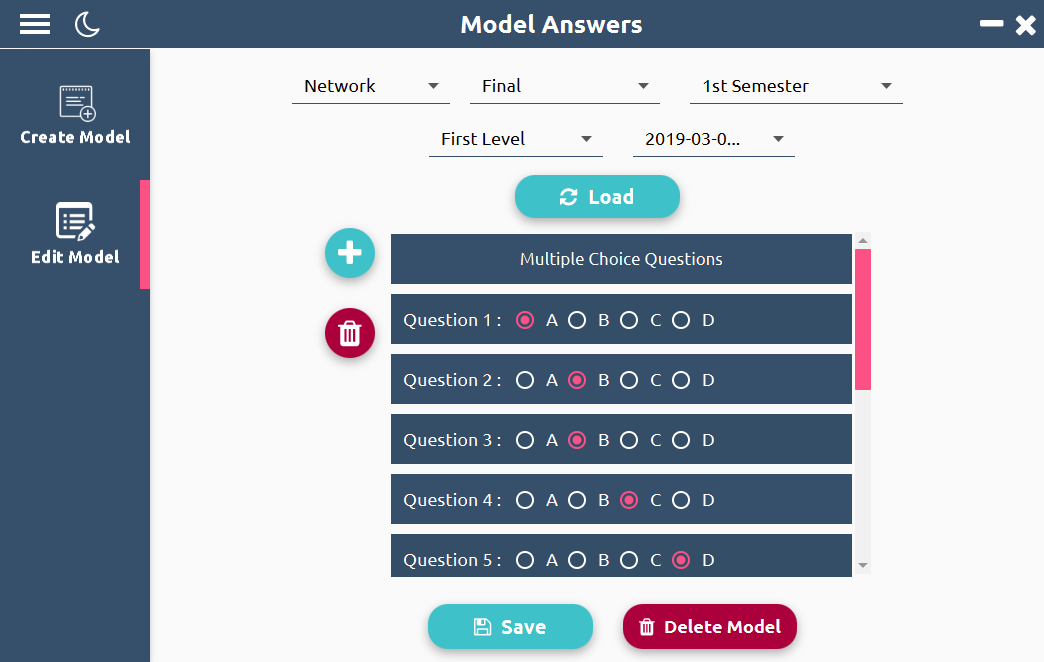 Model Answers
Create Model
Edit Model
Network Final 1st Semester
First Level 2019-03-0...
Load
Multiple Choice Questions
Question 1 : A B C D
Question 2 : A B C D
Question 3 : A B C D
Question 4 : A B C D
Question 5 : A B C D
Save Delete Model